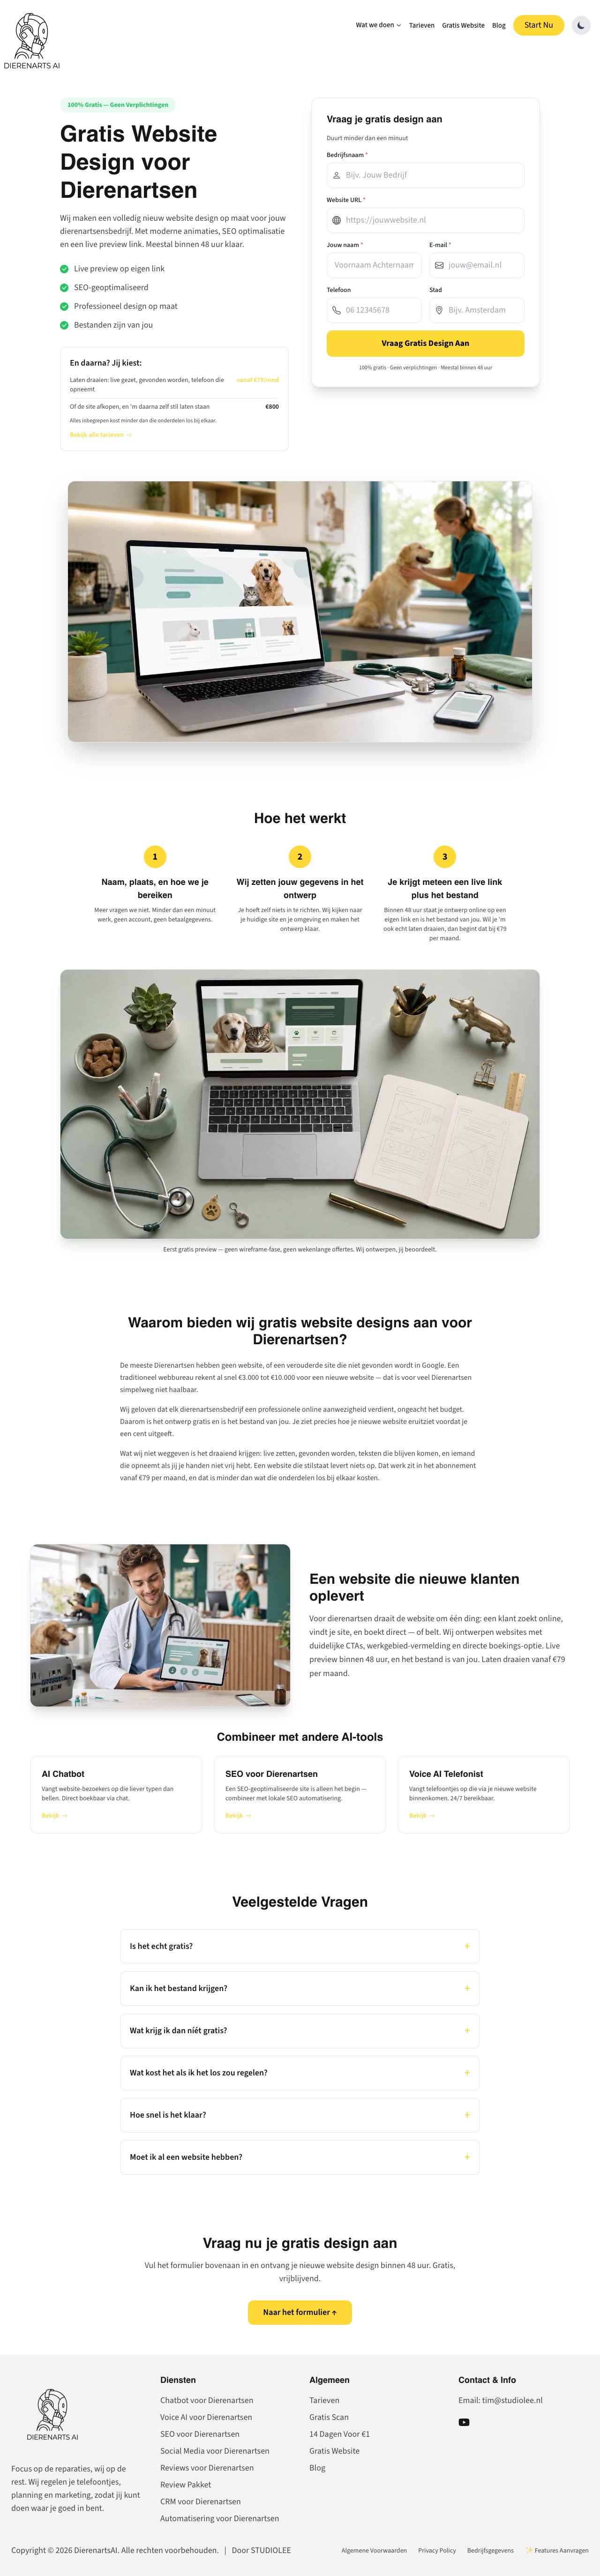 DIERENARTS AI
Wat we doen
Tarieven
Gratis Website
Blog
Start Nu
100% Gratis — Geen Verplichtingen
Gratis Website
Design voor
Dierenartsen
Wij maken een volledig nieuw website design op maat voor jouw
dierenartsensbedrijf. Met moderne animaties, SEO optimalisatie
en een live preview link. Meestal binnen 48 uur klaar.
Live preview op eigen link
SEO-geoptimaliseerd
Professioneel design op maat
Bestanden zijn van jou
En daarna? Jij kiest:
Laten draaien: live gezet, gevonden worden, telefoon die
opneemt
vanaf €79/mnd
Of de site afkopen, en 'm daarna zelf stil laten staan
€800
Alles inbegrepen kost minder dan die onderdelen los bij elkaar.
Bekijk alle tarieven →
Vraag je gratis design aan
Duurt minder dan een minuut
Bedrijfsnaam *
Bijv. Jouw Bedrijf
Website URL *
https://jouwwebsite.nl
Jouw naam *
E-mail *
Voornaam Achternaam
jouw@email.nl
Telefoon
Stad
06 12345678
Bijv. Amsterdam
Vraag Gratis Design Aan
100% gratis · Geen verplichtingen · Meestal binnen 48 uur
Hoe het werkt
1
Naam, plaats, en hoe we je
bereiken
Meer vragen we niet. Minder dan een minuut
werk, geen account, geen betaalgegevens.
2
Wij zetten jouw gegevens in het
ontwerp
Je hoeft zelf niets in te richten. Wij kijken naar
je huidige site en je omgeving en maken het
ontwerp klaar.
3
Je krijgt meteen een live link
plus het bestand
Binnen 48 uur staat je ontwerp online op een
eigen link en is het bestand van jou. Wil je 'm
ook echt laten draaien, dan begint dat bij €79
per maand.
Eerst gratis preview — geen wireframe-fase, geen wekenlange offertes. Wij ontwerpen, jij beoordeelt.
Waarom bieden wij gratis website designs aan voor
Dierenartsen?
De meeste Dierenartsen hebben geen website, of een verouderde site die niet gevonden wordt in Google. Een
traditioneel webbureau rekent al snel €3.000 tot €10.000 voor een nieuwe website — dat is voor veel Dierenartsen
simpelweg niet haalbaar.
Wij geloven dat elk dierenartsensbedrijf een professionele online aanwezigheid verdient, ongeacht het budget.
Daarom is het ontwerp gratis en is het bestand van jou. Je ziet precies hoe je nieuwe website eruitziet voordat je
een cent uitgeeft.
Wat wij niet weggeven is het draaiend krijgen: live zetten, gevonden worden, teksten die blijven komen, en iemand
die opneemt als jij je handen niet vrij hebt. Een website die stilstaat levert niets op. Dat werk zit in het abonnement
vanaf €79 per maand, en dat is minder dan wat die onderdelen los bij elkaar kosten.
Een website die nieuwe klanten
oplevert
Voor dierenartsen draait de website om één ding: een klant zoekt online,
vindt je site, en boekt direct — of belt. Wij ontwerpen websites met
duidelijke CTAs, werkgebied-vermelding en directe boekings-optie. Live
preview binnen 48 uur, en het bestand is van jou. Laten draaien vanaf €79
per maand.
Combineer met andere AI-tools
AI Chatbot
Vangt website-bezoekers op die liever typen dan
bellen. Direct boekbaar via chat.
Bekijk →
SEO voor Dierenartsen
Een SEO-geoptimaliseerde site is alleen het begin —
combineer met lokale SEO automatisering.
Bekijk →
Voice AI Telefonist
Vangt telefoontjes op die via je nieuwe website
binnenkomen. 24/7 bereikbaar.
Bekijk →
Veelgestelde Vragen
Is het echt gratis?
+
Kan ik het bestand krijgen?
+
Wat krijg ik dan níét gratis?
+
Wat kost het als ik het los zou regelen?
+
Hoe snel is het klaar?
+
Moet ik al een website hebben?
+
Vraag nu je gratis design aan
Vul het formulier bovenaan in en ontvang je nieuwe website design binnen 48 uur. Gratis,
vrijblijvend.
Naar het formulier ↑
DIERENARTS AI
Focus op de reparaties, wij op de
rest. Wij regelen je telefoontjes,
planning en marketing, zodat jij kunt
doen waar je goed in bent.
Diensten
Chatbot voor Dierenartsen
Voice AI voor Dierenartsen
SEO voor Dierenartsen
Social Media voor Dierenartsen
Reviews voor Dierenartsen
Review Pakket
CRM voor Dierenartsen
Automatisering voor Dierenartsen
Algemeen
Tarieven
Gratis Scan
14 Dagen Voor €1
Gratis Website
Blog
Contact & Info
Email: tim@studiolee.nl
Copyright © 2026 DierenartsAI. Alle rechten voorbehouden. | Door STUDIOLEE
Algemene Voorwaarden
Privacy Policy
Bedrijfsgegevens
✨ Features Aanvragen